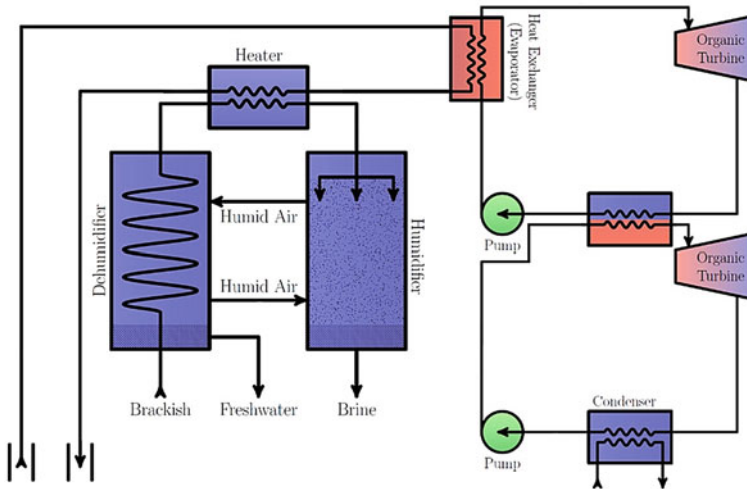 Heater
Heat Exchanger
(Evaporator)
Organic
Turbine
Dehumidifier
Humid Air
Humid Air
Humidifier
Pump
Organic
Turbine
Brackish
Freshwater
Brine
Condenser
Pump